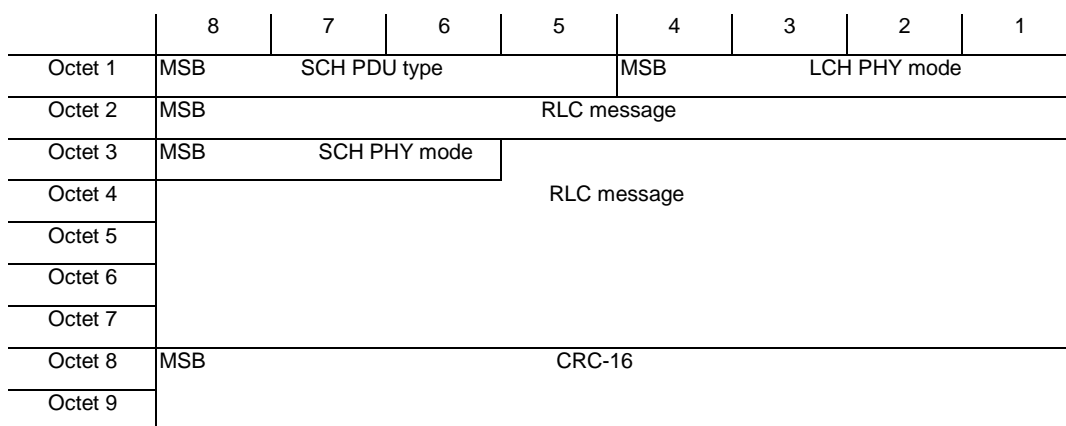 8 7 6 5 4 3 2 1
Octet 1 MSB SCH PDU type MSB LCH PHY mode
Octet 2 MSB RLC message
Octet 3 MSB SCH PHY mode
Octet 4 RLC message
Octet 5
Octet 6
Octet 7
Octet 8 MSB CRC-16
Octet 9